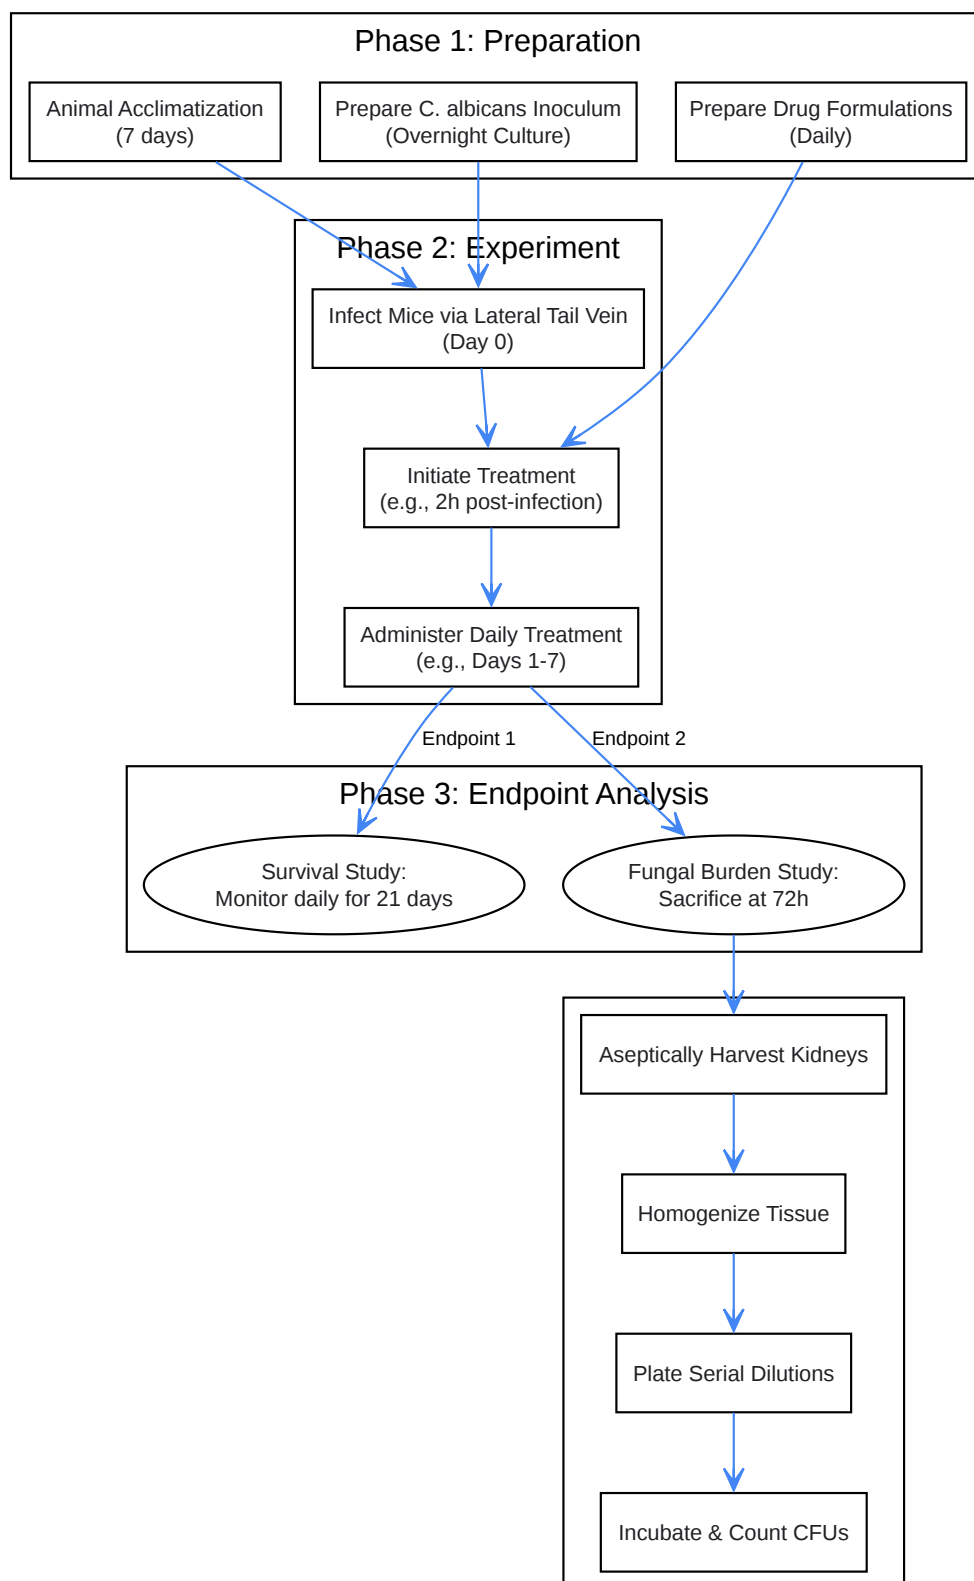 Phase 1: Preparation
Animal Acclimatization
(7 days)
Prepare C. albicans Inoculum
(Overnight Culture)
Prepare Drug Formulations
(Daily)
Phase 2: Experiment
Infect Mice via Lateral Tail Vein
(Day 0)
Initiate Treatment
(e.g., 2h post-infection)
Administer Daily Treatment
(e.g., Days 1-7)
Endpoint 1
Endpoint 2
Phase 3: Endpoint Analysis
Survival Study:
Monitor daily for 21 days
Fungal Burden Study:
Sacrifice at 72h
Aseptically Harvest Kidneys
Homogenize Tissue
Plate Serial Dilutions
Incubate & Count CFUs